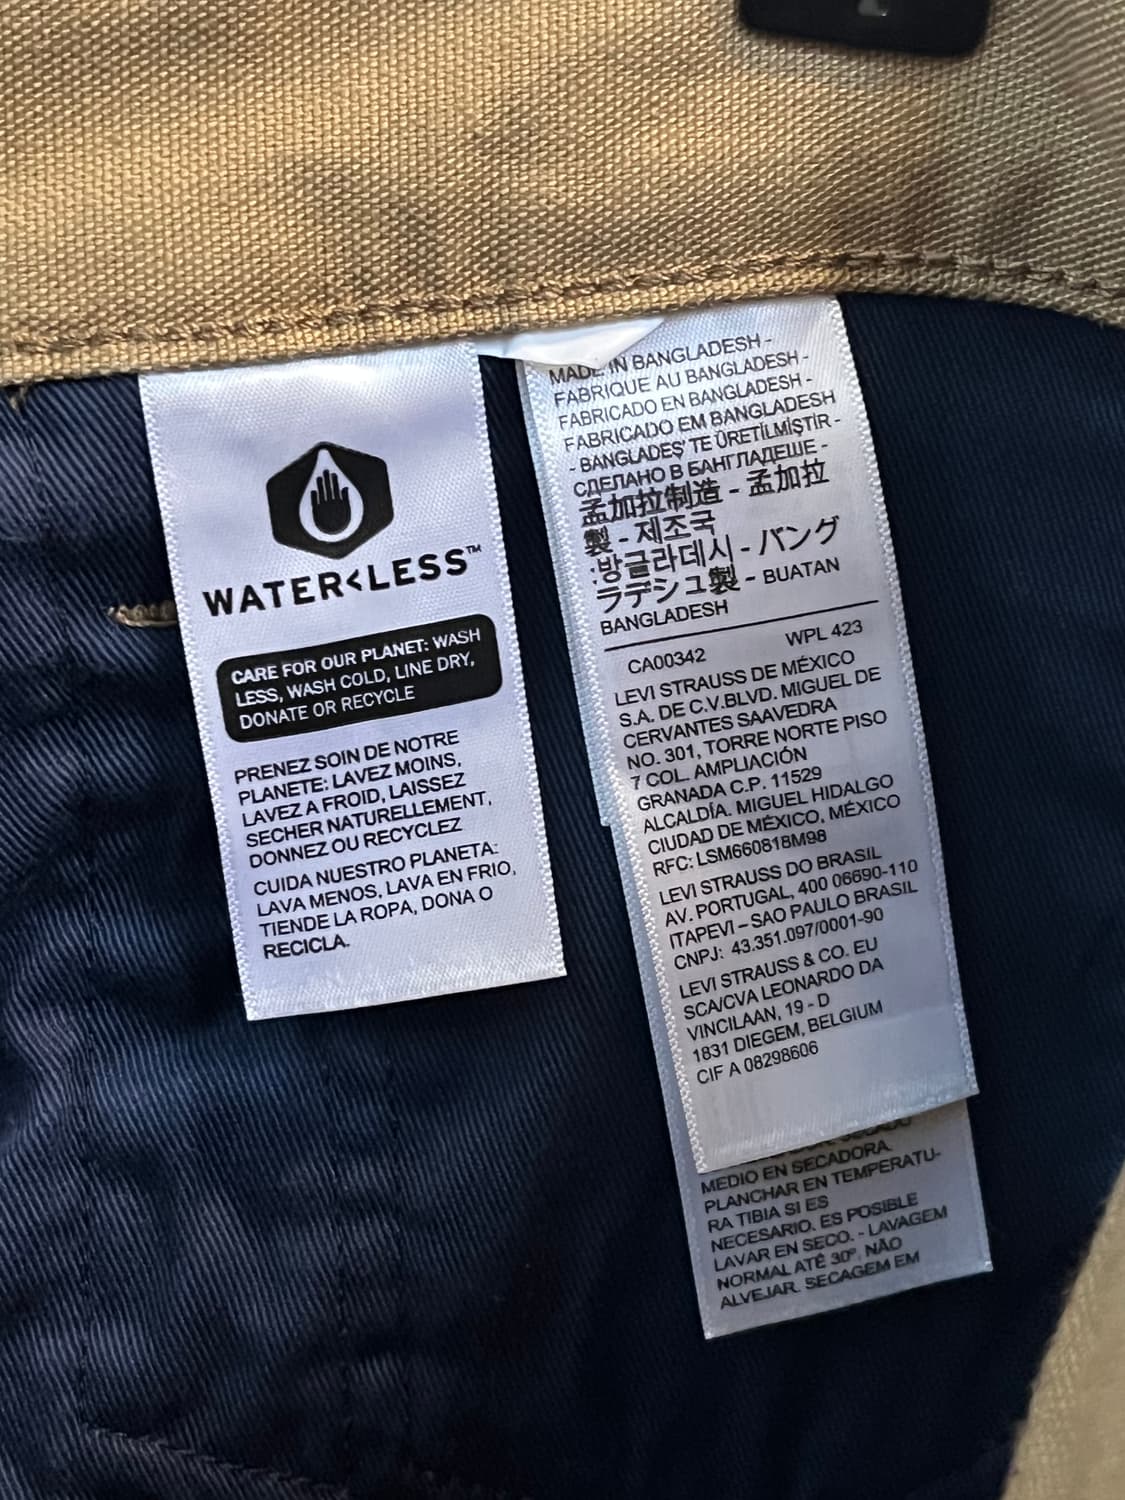 WATER<LESS™
CARE FOR OUR PLANET: WASH
LESS, WASH COLD, LINE DRY,
DONATE OR RECYCLE
PRENEZ SOIN DE NOTRE
PLANETE: LAVEZ MOINS,
LAVEZ A FROID, LAISSEZ
SECHER NATURELLEMENT,
DONNEZ OU RECYCLEZ
CUIDA NUESTRO PLANETA:
LAVA MENOS, LAVA EN FRIO,
TIENDE LA ROPA, DONA O
RECICLA.
MADE IN BANGLADESH -
FABRIQUE AU BANGLADESH -
FABRICADO EN BANGLADESH -
FABRICADO EM BANGLADESH
- BANGLADEŞ' TE ÜRETİLMİŞTİR -
СДЕЛАНО В БАНГЛАДЕШЕ -
孟加拉制造 - 孟加拉
製 - 제조국
:방글라데시 - バング
ラデシュ製 - BUATAN
BANGLADESH
CA00342 WPL 423
LEVI STRAUSS DE MÉXICO
S.A. DE C.V.BLVD. MIGUEL DE
CERVANTES SAAVEDRA
NO. 301, TORRE NORTE PISO
7 COL. AMPLIACIÓN
GRANADA C.P. 11529
ALCALDÍA. MIGUEL HIDALGO
CIUDAD DE MÉXICO, MÉXICO
RFC: LSM660818M98
LEVI STRAUSS DO BRASIL
AV. PORTUGAL, 400 06690-110
ITAPEVI – SAO PAULO BRASIL
CNPJ: 43.351.097/0001-90
LEVI STRAUSS & CO. EU
SCA/CVA LEONARDO DA
VINCILAAN, 19 - D
1831 DIEGEM, BELGIUM
CIF A 08298606
MEDIO EN SECADORA.
PLANCHAR EN TEMPERATU-
RA TIBIA SI ES
NECESARIO. ES POSIBLE
LAVAR EN SECO. - LAVAGEM
NORMAL ATÉ 30º. NÃO
ALVEJAR. SECAGEM EM